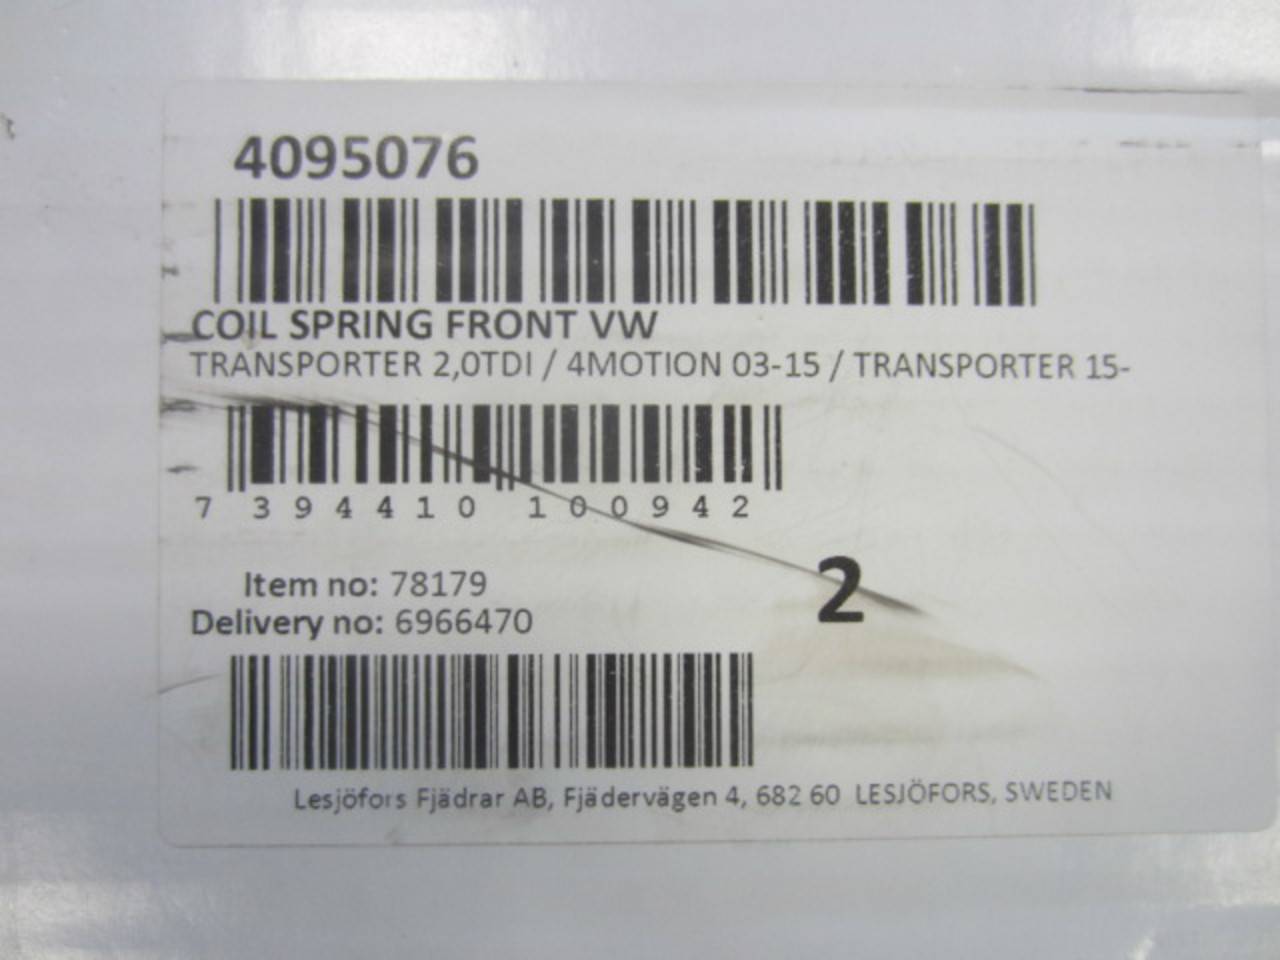 4095076
COIL SPRING FRONT VW
TRANSPORTER 2,0TDI / 4MOTION 03-15 / TRANSPORTER 15-
7 394410 100942
Item no: 78179
Delivery no: 6966470
2
Lesjöfors Fjädrar AB, Fjädervägen 4, 682 60 LESJÖFORS, SWEDEN